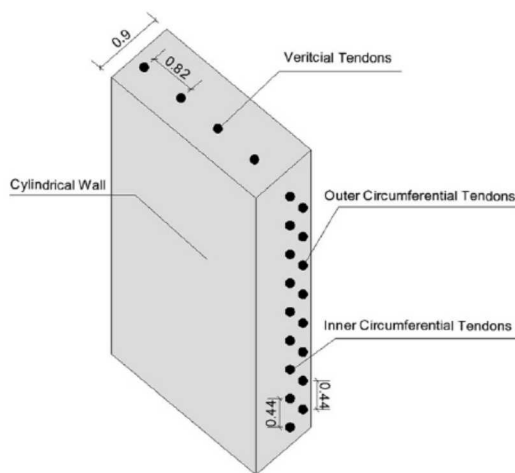 0.9
0.82
Veritcial Tendons
Cylindrical Wall
Outer Circumferential Tendons
Inner Circumferential Tendons
0.44
0.44